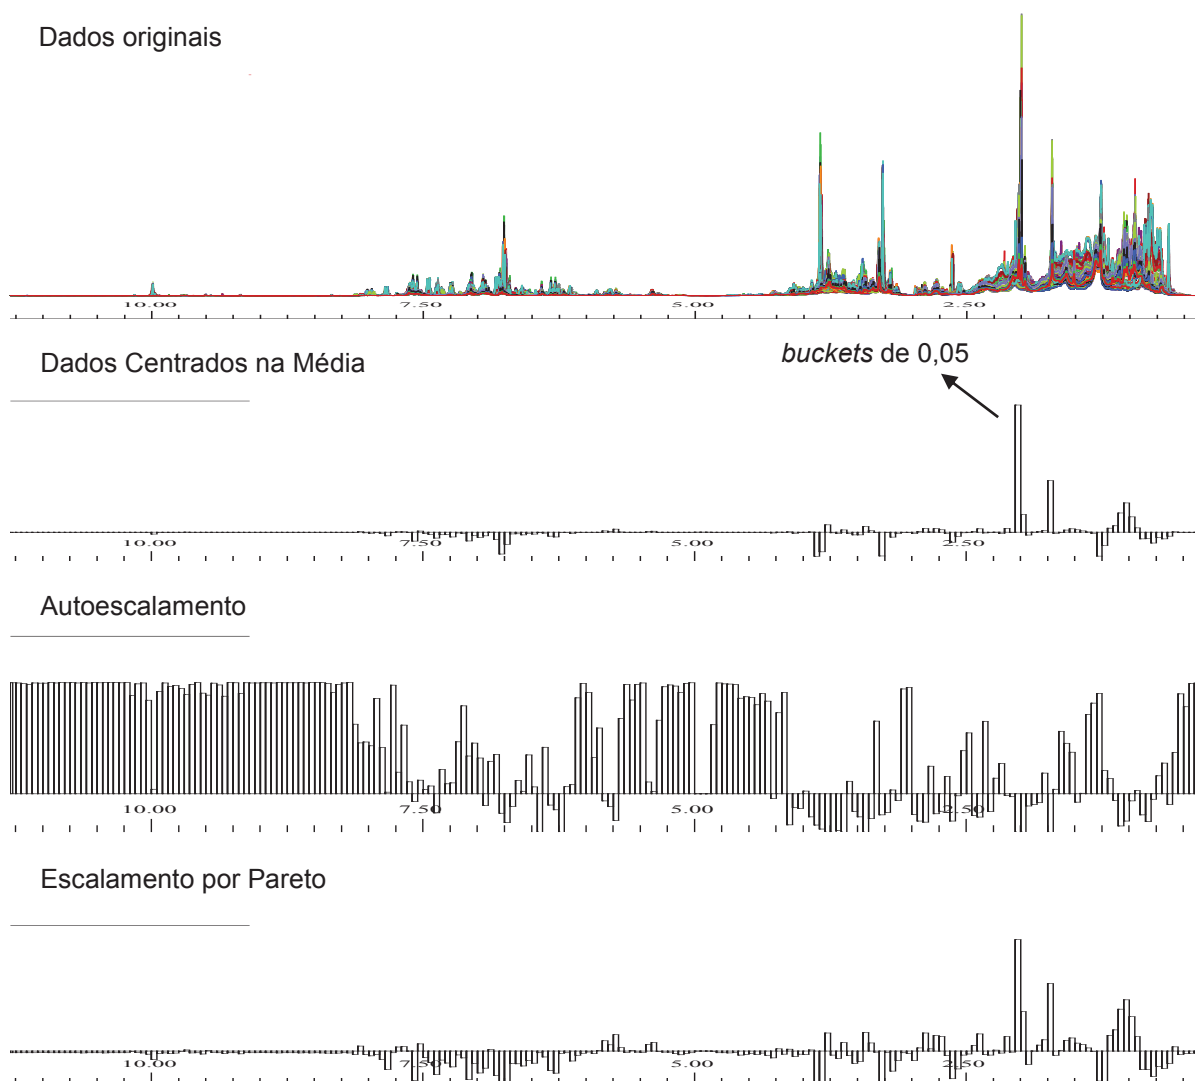 Dados originais
10.00 7.50 5.00 2.50
Dados Centrados na Média
buckets de 0,05
10.00 7.50 5.00 2.50
Autoescalamento
10.00 7.50 5.00 2.50
Escalamento por Pareto
10.00 7.50 5.00 2.50